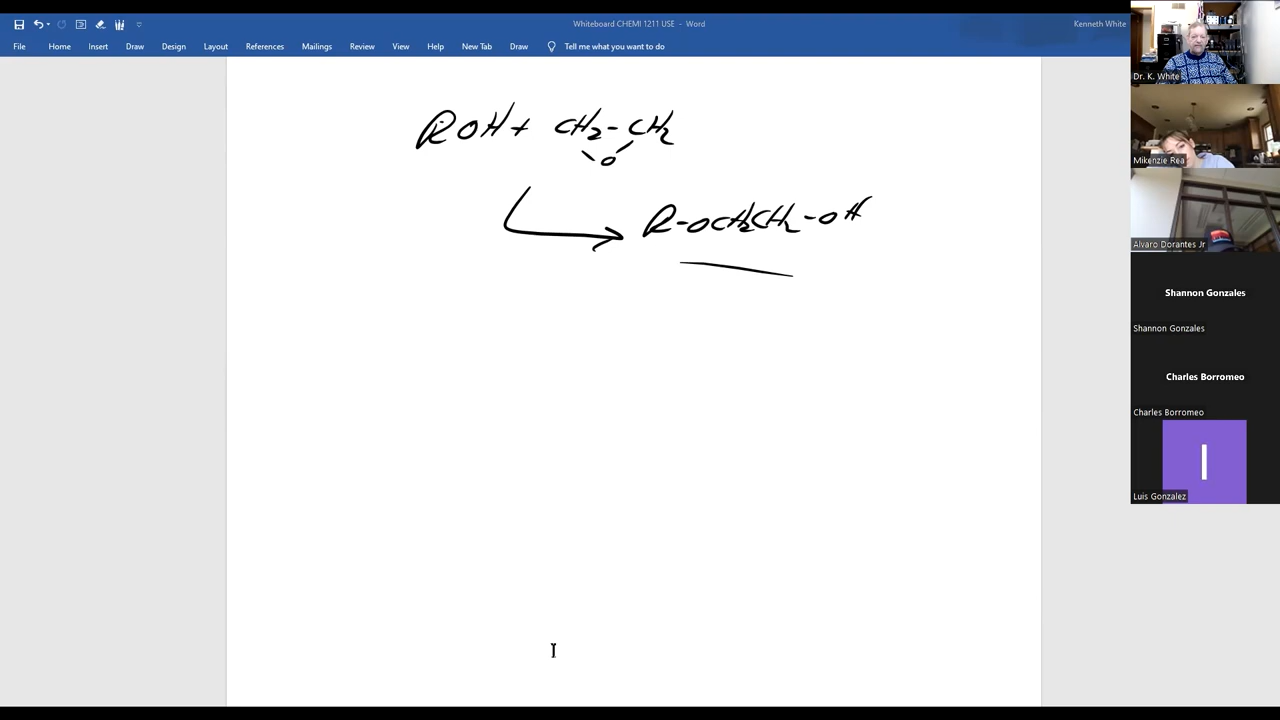 Whiteboard CHEMI 1211 USE - Word
Kenneth White
File Home Insert Draw Design Layout References Mailings Review View Help New Tab Draw Tell me what you want to do
ROH + CH2-CH2
\ O /
R-OCH2CH2-OH
Dr. K. White
Mikenzie Rea
Alvaro Dorantes Jr
Shannon Gonzales
Shannon Gonzales
Charles Borromeo
Charles Borromeo
I
Luis Gonzalez